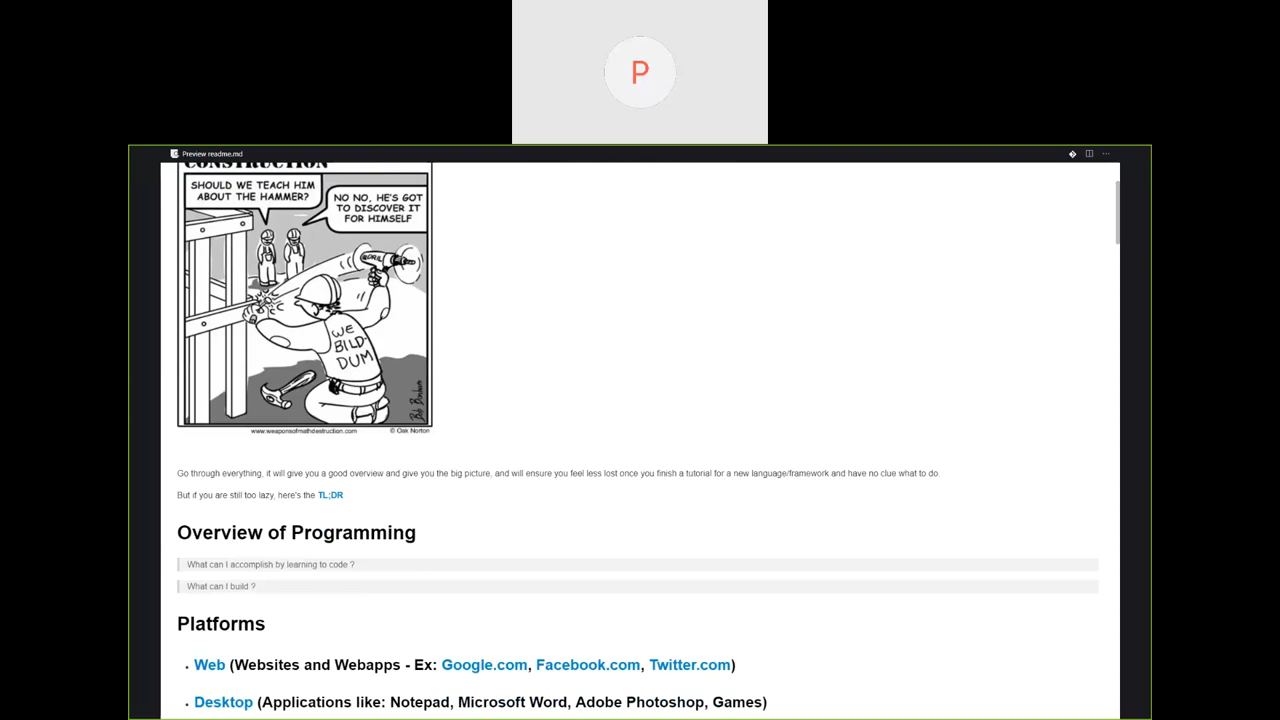 P
Preview readme.md
CONSTRUCTION
SHOULD WE TEACH HIM
ABOUT THE HAMMER?
NO NO, HE'S GOT
TO DISCOVER IT
FOR HIMSELF
DRILL
WE
BILD-
DUM
Bob Bonham
www.weaponsofmathdestruction.com © Oak Norton
Go through everything, it will give you a good overview and give you the big picture, and will ensure you feel less lost once you finish a tutorial for a new language/framework and have no clue what to do.
But if you are still too lazy, here's the TL;DR
Overview of Programming
What can I accomplish by learning to code ?
What can I build ?
Platforms
• Web (Websites and Webapps - Ex: Google.com, Facebook.com, Twitter.com)
• Desktop (Applications like: Notepad, Microsoft Word, Adobe Photoshop, Games)